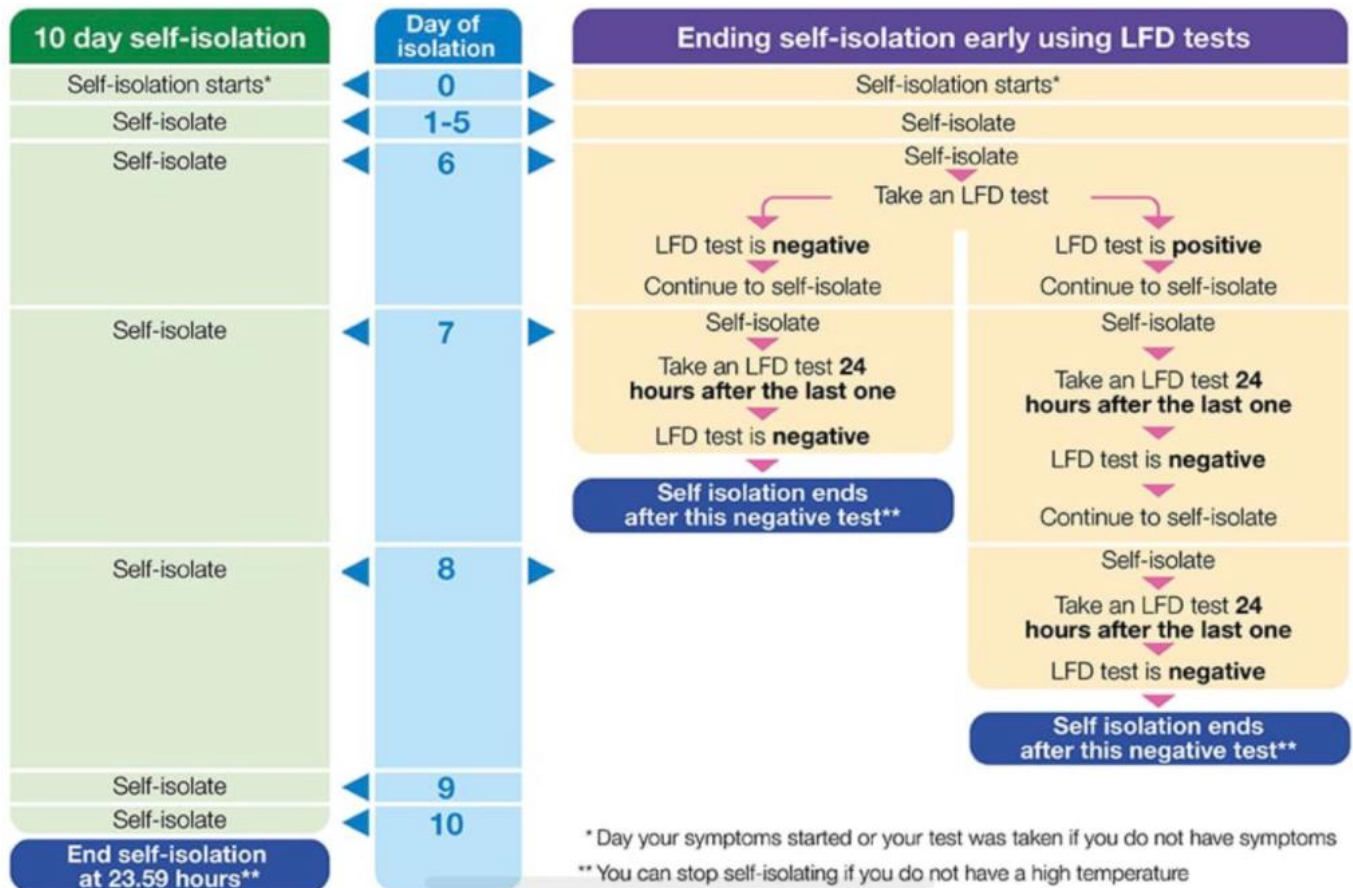 10 day self-isolation
Day of
isolation
Ending self-isolation early using LFD tests
Self-isolation starts*
0
Self-isolation starts*
Self-isolate
1-5
Self-isolate
Self-isolate
6
Self-isolate
Take an LFD test
LFD test is negative
LFD test is positive
Continue to self-isolate
Continue to self-isolate
Self-isolate
7
Self-isolate
Self-isolate
Take an LFD test 24
hours after the last one
LFD test is negative
Self isolation ends
after this negative test**
Take an LFD test 24
hours after the last one
LFD test is negative
Continue to self-isolate
Self-isolate
8
Self-isolate
Take an LFD test 24
hours after the last one
LFD test is negative
Self isolation ends
after this negative test**
Self-isolate
9
Self-isolate
10
End self-isolation
at 23.59 hours**
* Day your symptoms started or your test was taken if you do not have symptoms
** You can stop self-isolating if you do not have a high temperature